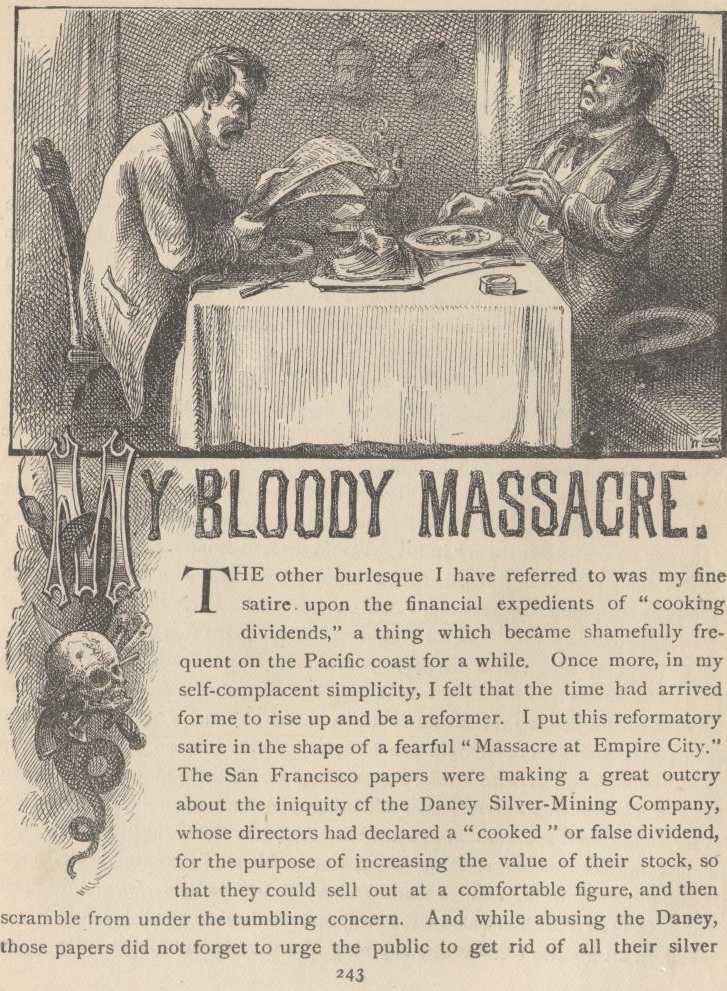 MY BLOODY MASSACRE.
THE other burlesque I have referred to was my fine
satire upon the financial expedients of "cooking
dividends," a thing which became shamefully fre-
quent on the Pacific coast for a while. Once more, in my
self-complacent simplicity, I felt that the time had arrived
for me to rise up and be a reformer. I put this reformatory
satire in the shape of a fearful "Massacre at Empire City."
The San Francisco papers were making a great outcry
about the iniquity of the Daney Silver-Mining Company,
whose directors had declared a "cooked" or false dividend,
for the purpose of increasing the value of their stock, so
that they could sell out at a comfortable figure, and then
scramble from under the tumbling concern. And while abusing the Daney,
those papers did not forget to urge the public to get rid of all their silver
243